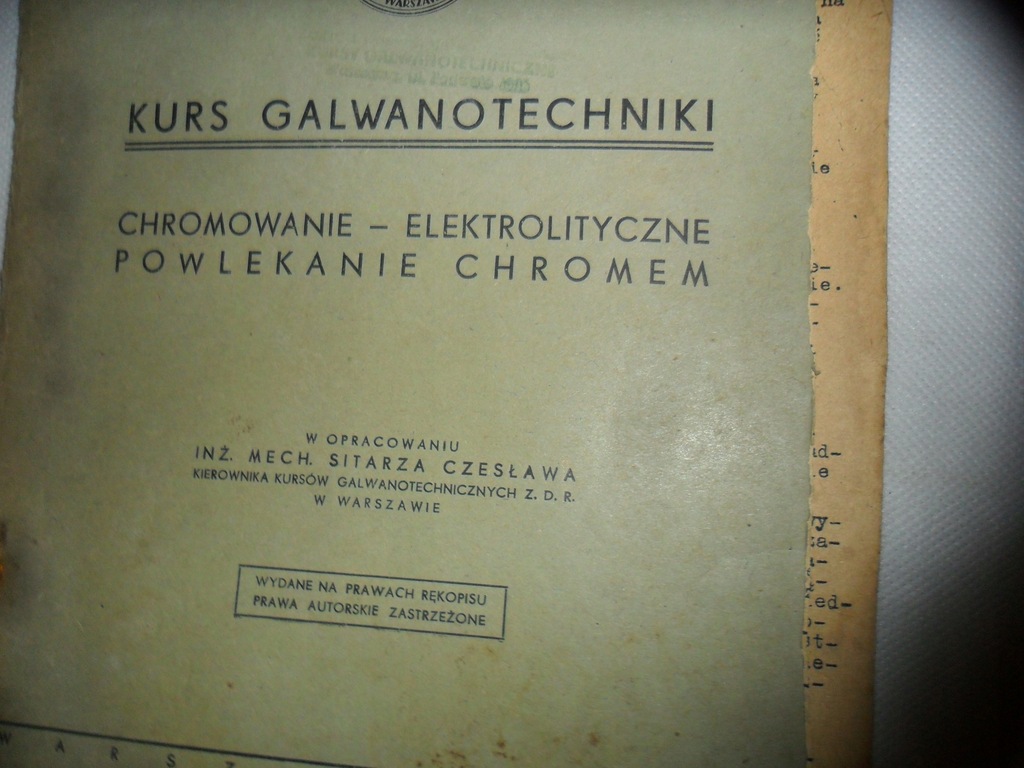 WARSZAWA
KURS GALWANOTECHNIKI
CHROMOWANIE – ELEKTROLITYCZNE
POWLEKANIE CHROMEM
W OPRACOWANIU
INŻ. MECH. SITARZA CZESŁAWA
KIEROWNIKA KURSÓW GALWANOTECHNICZNYCH Z. D. R.
W WARSZAWIE
WYDANE NA PRAWACH RĘKOPISU
PRAWA AUTORSKIE ZASTRZEŻONE